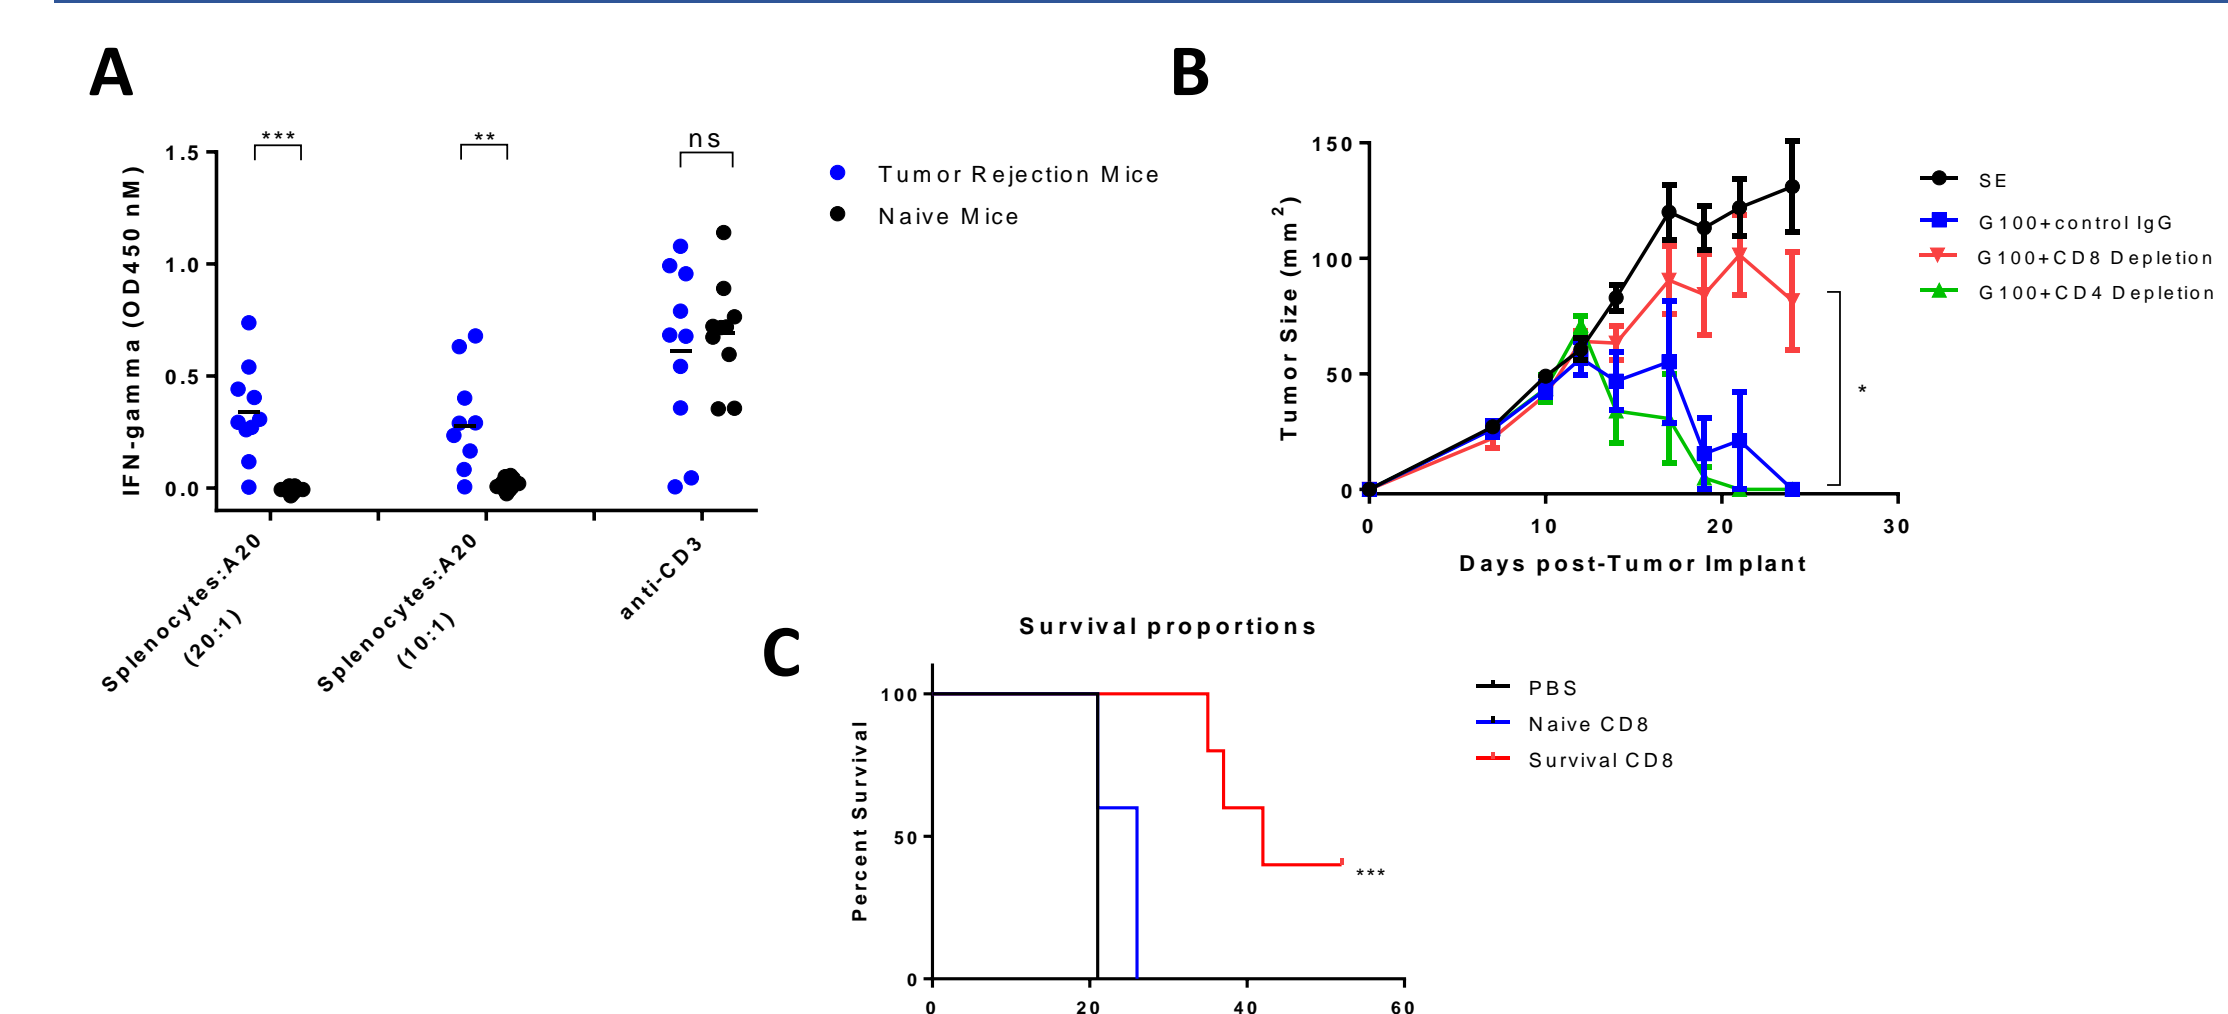 A
B
***
**
ns
1.5
1.0
0.5
0.0
IFN-gamma (OD450 nM)
Splenocytes:A20
(20:1)
Splenocytes:A20
(10:1)
anti-CD3
Tumor Rejection Mice
Naive Mice
150
100
50
0
Tumor Size (mm²)
0
10
20
30
Days post-Tumor Implant
*
SE
G100+control IgG
G100+CD8 Depletion
G100+CD4 Depletion
C
Survival proportions
100
50
0
Percent Survival
0
20
40
60
***
PBS
Naive CD8
Survival CD8